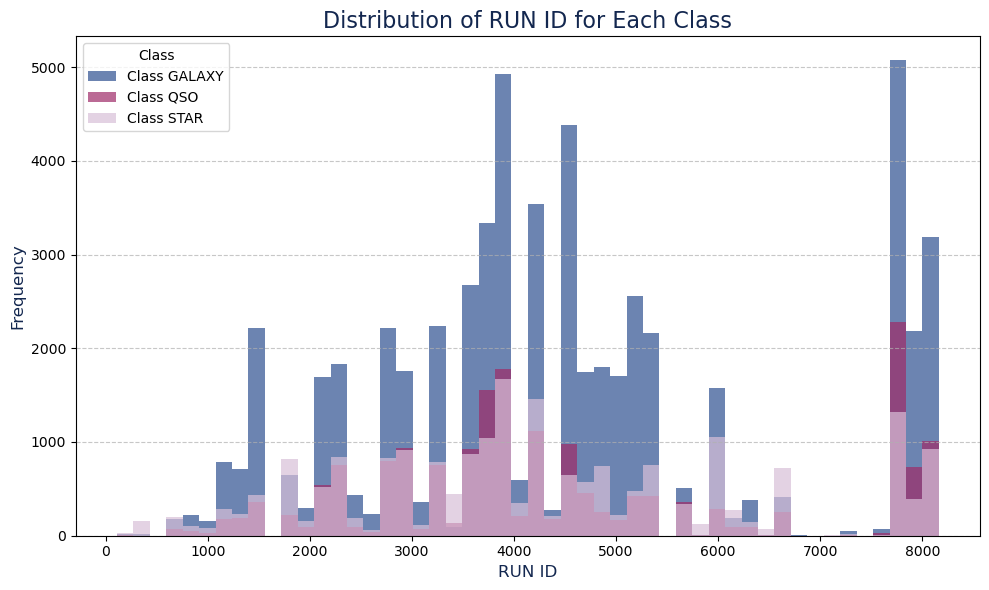 Distribution of RUN ID for Each Class
Class
Class GALAXY
Class QSO
Class STAR
Frequency
5000
4000
3000
2000
1000
0
0 1000 2000 3000 4000 5000 6000 7000 8000
RUN ID